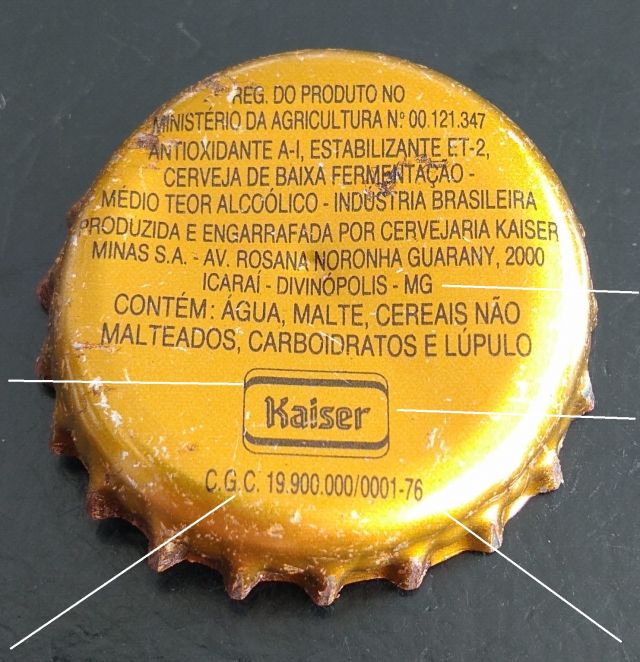 REG. DO PRODUTO NO
MINISTÉRIO DA AGRICULTURA Nº 00.121.347
ANTIOXIDANTE A-I, ESTABILIZANTE ET-2,
CERVEJA DE BAIXA FERMENTAÇÃO -
MÉDIO TEOR ALCOÓLICO - INDÚSTRIA BRASILEIRA
PRODUZIDA E ENGARRAFADA POR CERVEJARIA KAISER
MINAS S.A. - AV. ROSANA NORONHA GUARANY, 2000
ICARAÍ - DIVINÓPOLIS - MG
CONTÉM: ÁGUA, MALTE, CEREAIS NÃO
MALTEADOS, CARBOIDRATOS E LÚPULO
Kaiser
C.G.C. 19.900.000/0001-76